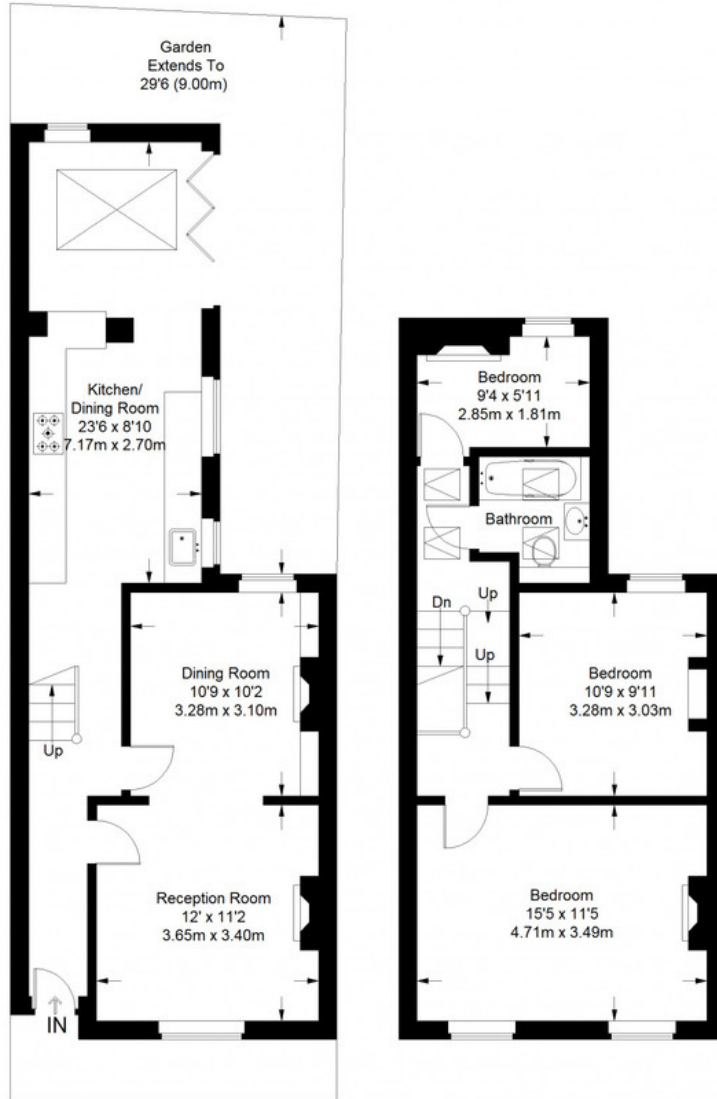 Garden
Extends To
29'6 (9.00m)
Kitchen/
Dining Room
23'6 x 8'10
7.17m x 2.70m
Dining Room
10'9 x 10'2
3.28m x 3.10m
Up
Reception Room
12' x 11'2
3.65m x 3.40m
IN
Bedroom
9'4 x 5'11
2.85m x 1.81m
Bathroom
Dn
Up
Up
Bedroom
10'9 x 9'11
3.28m x 3.03m
Bedroom
15'5 x 11'5
4.71m x 3.49m